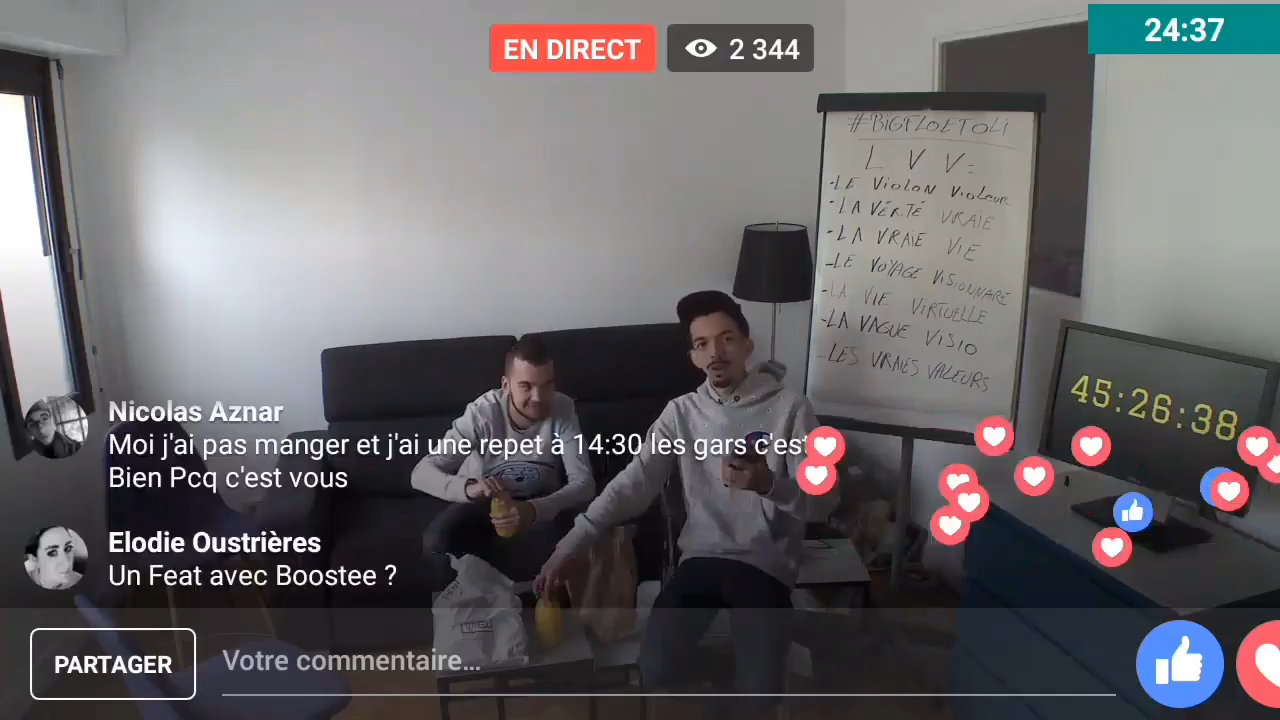 EN DIRECT
2 344
24:37
#BIGFLOETOLI
L V V=
-LE VIOLON VIOLEUR
-LA VÉRITÉ VRAIE
-LA VRAIE VIE
-LE VOYAGE VISIONNAIRE
-LA VIE VIRTUELLE
-LA VAGUE VISIO
-LES VRAIES VALEURS
45:26:38
Nicolas Aznar
Moi j'ai pas manger et j'ai une repet à 14:30 les gars c'est
Bien Pcq c'est vous
Elodie Oustrières
Un Feat avec Boostee ?
PARTAGER
Votre commentaire...